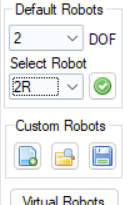 Default Robots
2 DOF
Select Robot
2R
Custom Robots
Virtual Robots